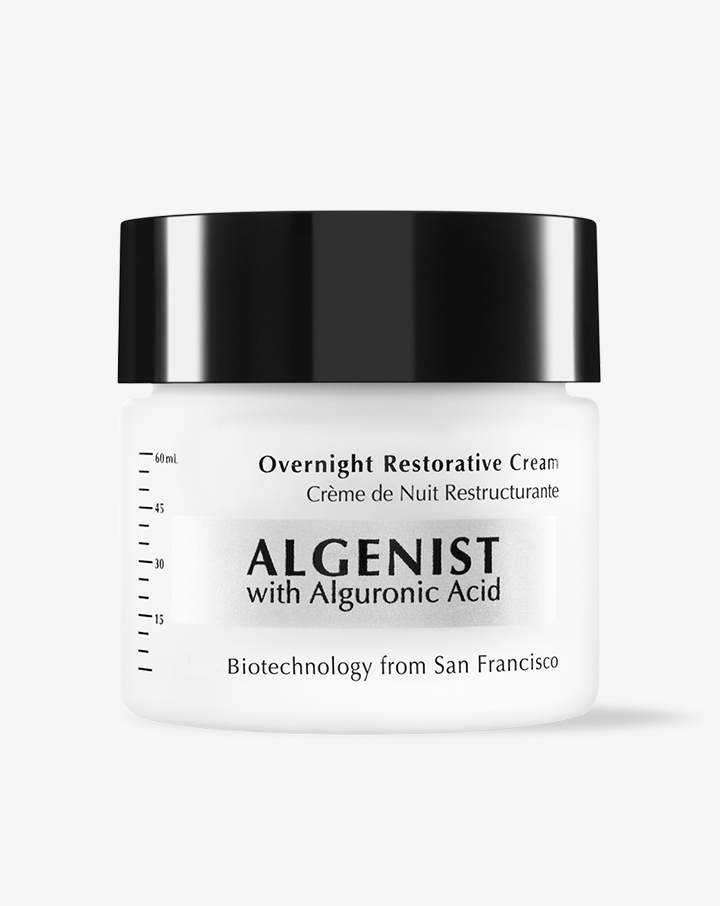 60 mL
45
30
15
Overnight Restorative Cream
Crème de Nuit Restructurante
ALGENIST
with Alguronic Acid
Biotechnology from San Francisco